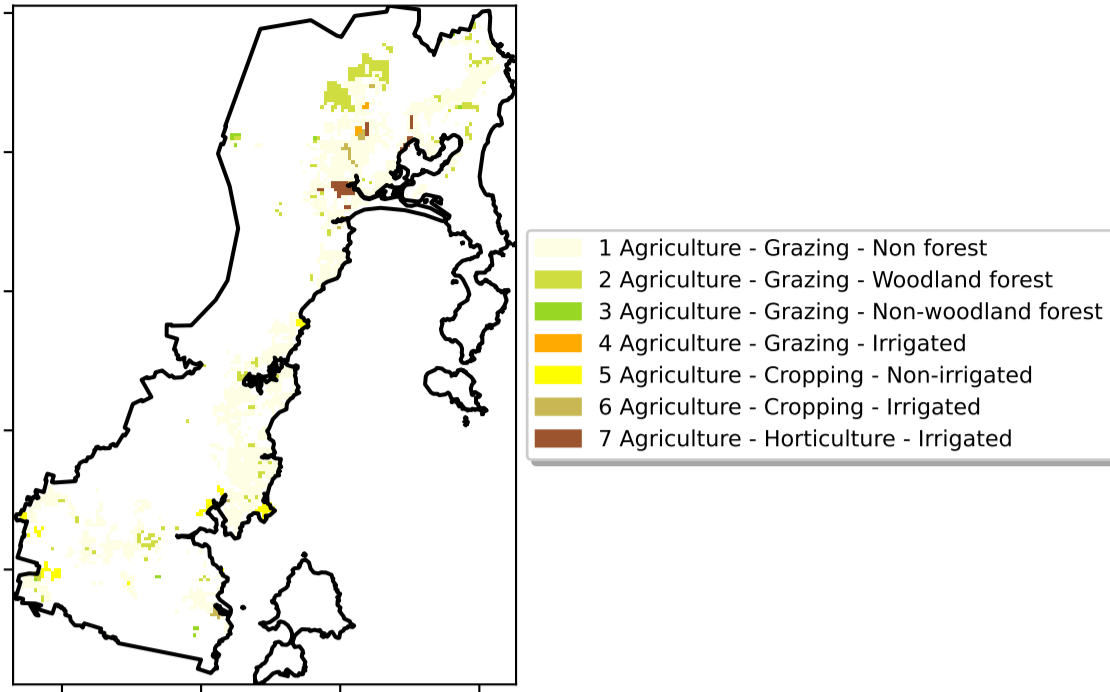 1 Agriculture - Grazing - Non forest
2 Agriculture - Grazing - Woodland forest
3 Agriculture - Grazing - Non-woodland forest
4 Agriculture - Grazing - Irrigated
5 Agriculture - Cropping - Non-irrigated
6 Agriculture - Cropping - Irrigated
7 Agriculture - Horticulture - Irrigated